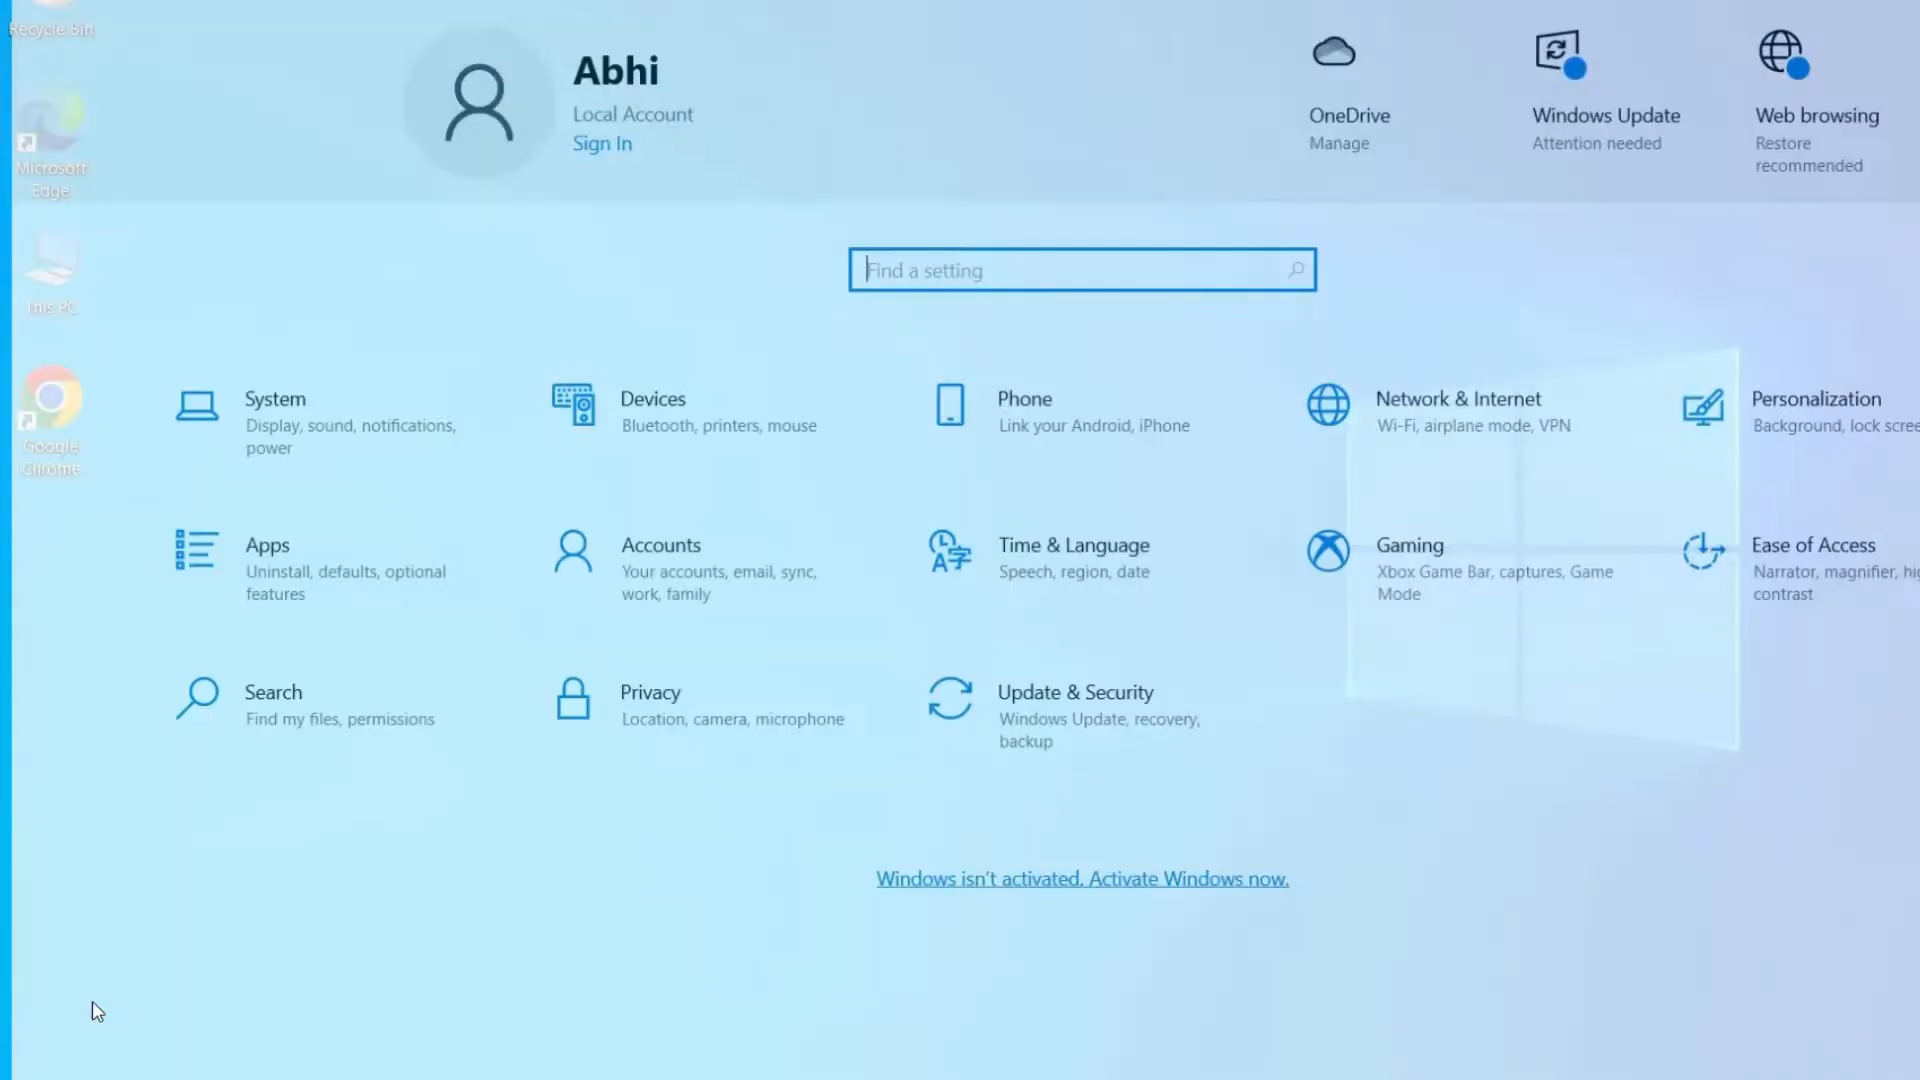 Recycle Bin
Microsoft
Edge
This PC
Google
Chrome
Abhi
Local Account
Sign In
OneDrive
Manage
Windows Update
Attention needed
Web browsing
Restore
recommended
Find a setting
System
Display, sound, notifications,
power
Devices
Bluetooth, printers, mouse
Phone
Link your Android, iPhone
Network & Internet
Wi-Fi, airplane mode, VPN
Personalization
Background, lock scree
Apps
Uninstall, defaults, optional
features
Accounts
Your accounts, email, sync,
work, family
Time & Language
Speech, region, date
Gaming
Xbox Game Bar, captures, Game
Mode
Ease of Access
Narrator, magnifier, hig
contrast
Search
Find my files, permissions
Privacy
Location, camera, microphone
Update & Security
Windows Update, recovery,
backup
Windows isn't activated. Activate Windows now.